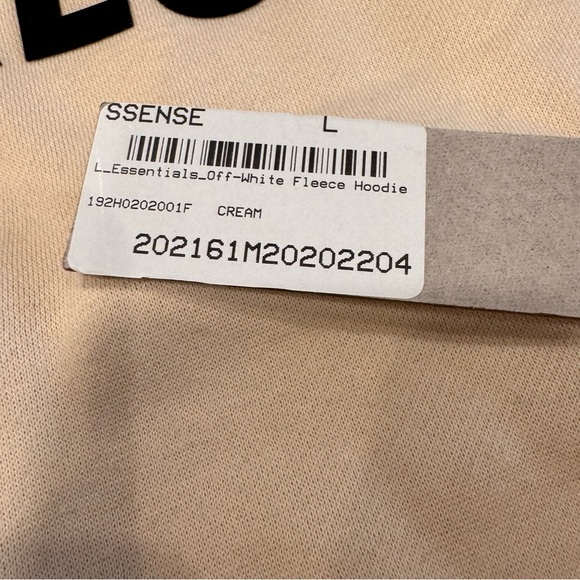 SSENSE L
L_Essentials_Off-White Fleece Hoodie
192H0202001F CREAM
202161M20202204